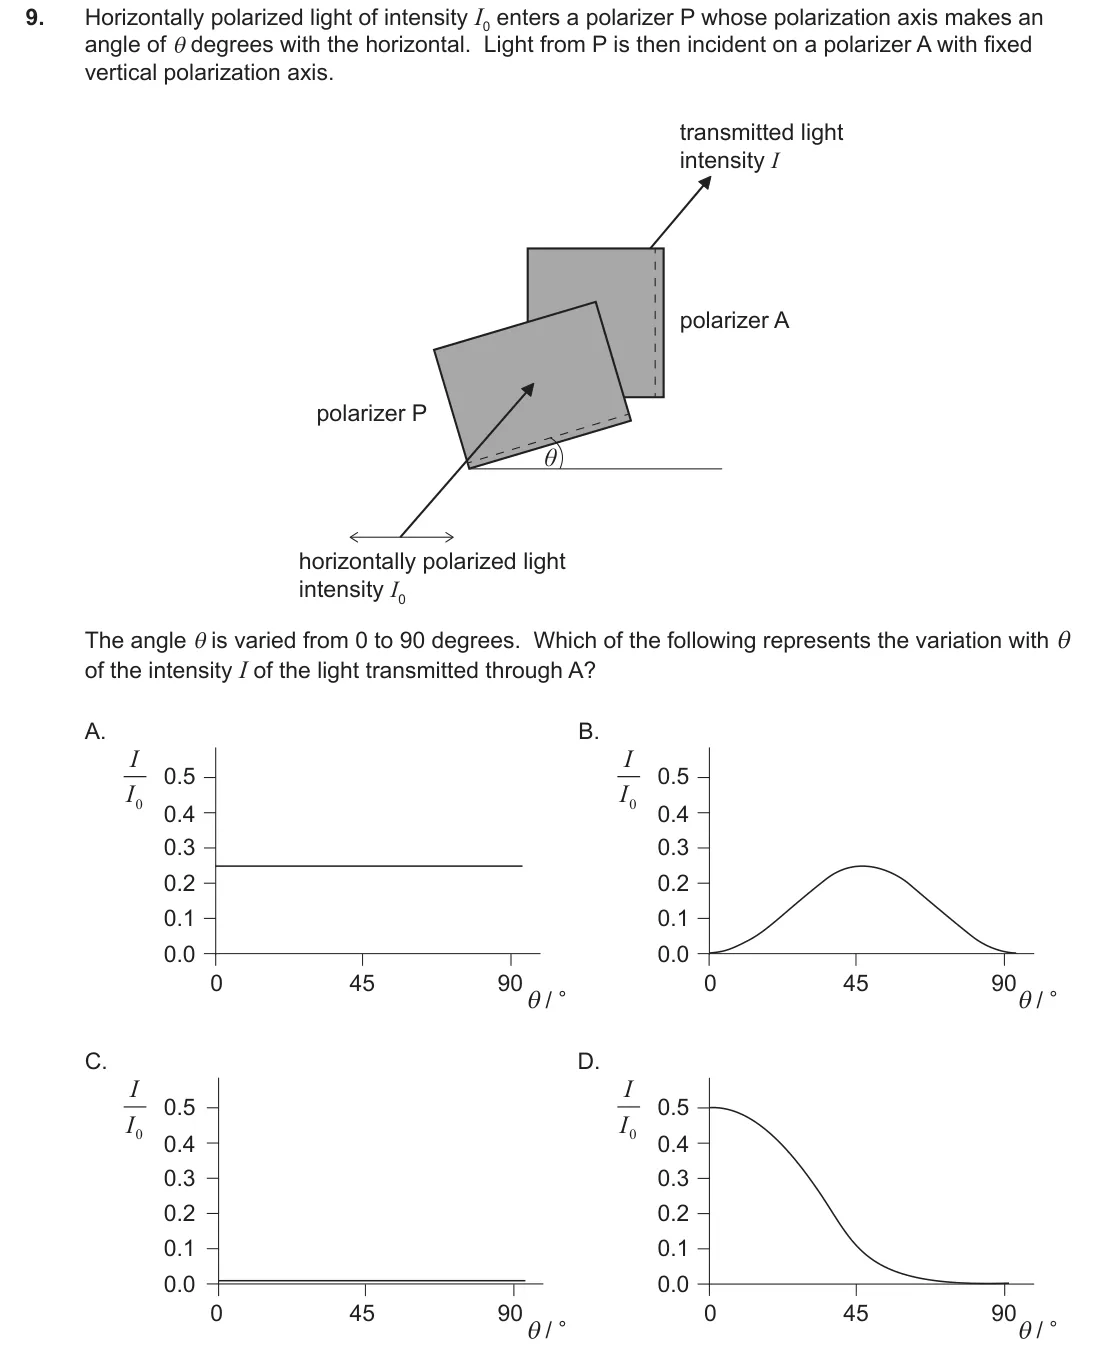 9. Horizontally polarized light of intensity I0 enters a polarizer P whose polarization axis makes an
angle of θ degrees with the horizontal. Light from P is then incident on a polarizer A with fixed
vertical polarization axis.
transmitted light
intensity I
polarizer A
polarizer P
θ
horizontally polarized light
intensity I0
The angle θ is varied from 0 to 90 degrees. Which of the following represents the variation with θ
of the intensity I of the light transmitted through A?
A.
I
I0
0.5
0.4
0.3
0.2
0.1
0.0
0 45 90
θ / °
B.
I
I0
0.5
0.4
0.3
0.2
0.1
0.0
0 45 90
θ / °
C.
I
I0
0.5
0.4
0.3
0.2
0.1
0.0
0 45 90
θ / °
D.
I
I0
0.5
0.4
0.3
0.2
0.1
0.0
0 45 90
θ / °